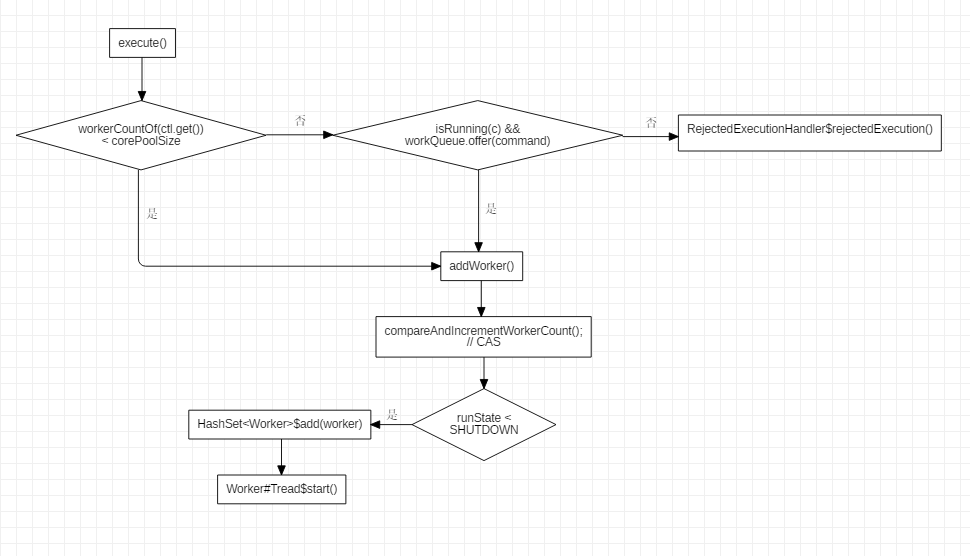 execute()
workerCountOf(ctl.get())
< corePoolSize
否
isRunning(c) &&
workQueue.offer(command)
否
RejectedExecutionHandler$rejectedExecution()
是
是
addWorker()
compareAndIncrementWorkerCount();
// CAS
runState <
SHUTDOWN
是
HashSet<Worker>$add(worker)
Worker#Tread$start()